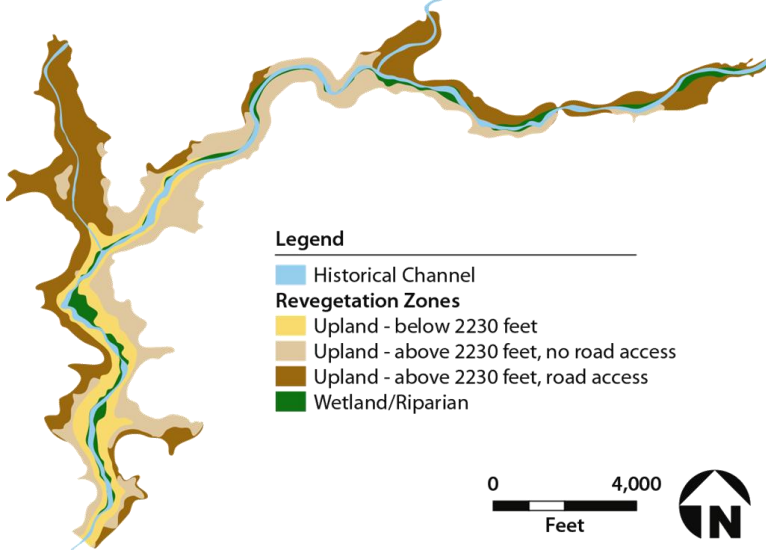 Legend
Historical Channel
Revegetation Zones
Upland - below 2230 feet
Upland - above 2230 feet, no road access
Upland - above 2230 feet, road access
Wetland/Riparian
0 4,000
Feet
N